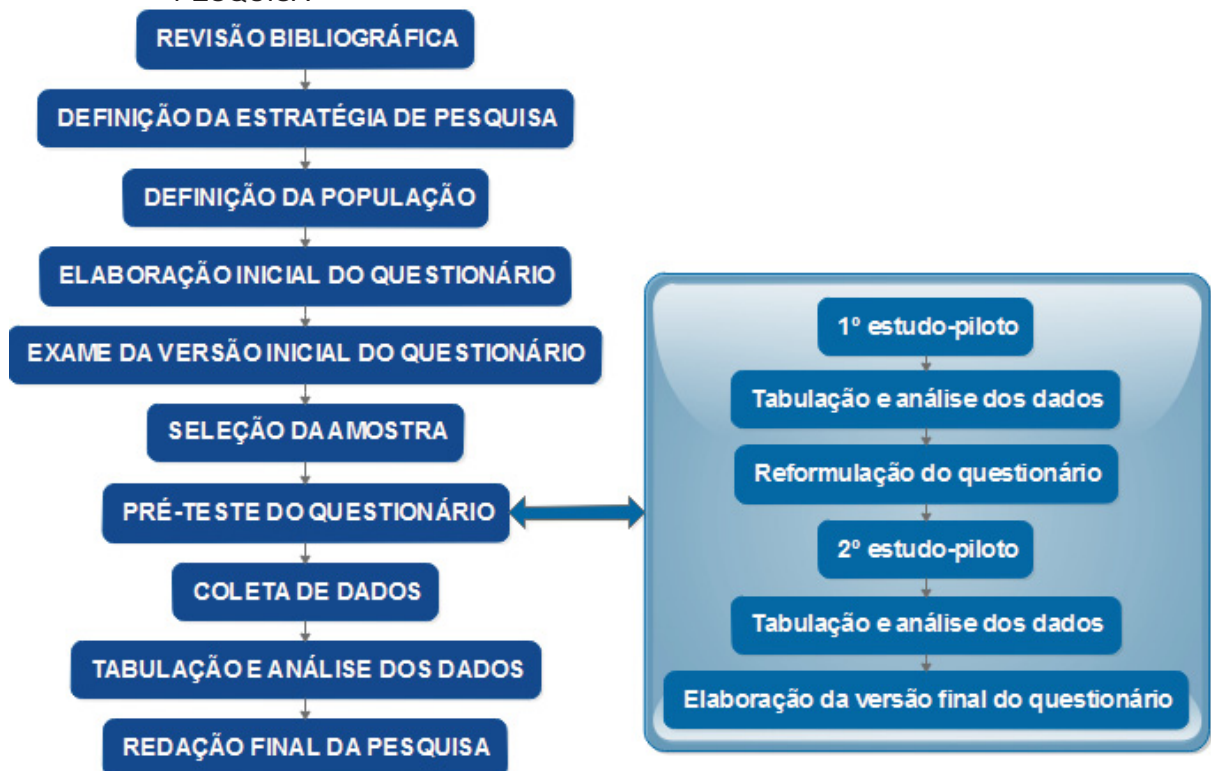 PESQUISA
REVISÃO BIBLIOGRÁFICA
DEFINIÇÃO DA ESTRATÉGIA DE PESQUISA
DEFINIÇÃO DA POPULAÇÃO
ELABORAÇÃO INICIAL DO QUESTIONÁRIO
EXAME DA VERSÃO INICIAL DO QUESTIONÁRIO
SELEÇÃO DA AMOSTRA
PRÉ-TESTE DO QUESTIONÁRIO
COLETA DE DADOS
TABULAÇÃO E ANÁLISE DOS DADOS
REDAÇÃO FINAL DA PESQUISA
1º estudo-piloto
Tabulação e análise dos dados
Reformulação do questionário
2º estudo-piloto
Tabulação e análise dos dados
Elaboração da versão final do questionário